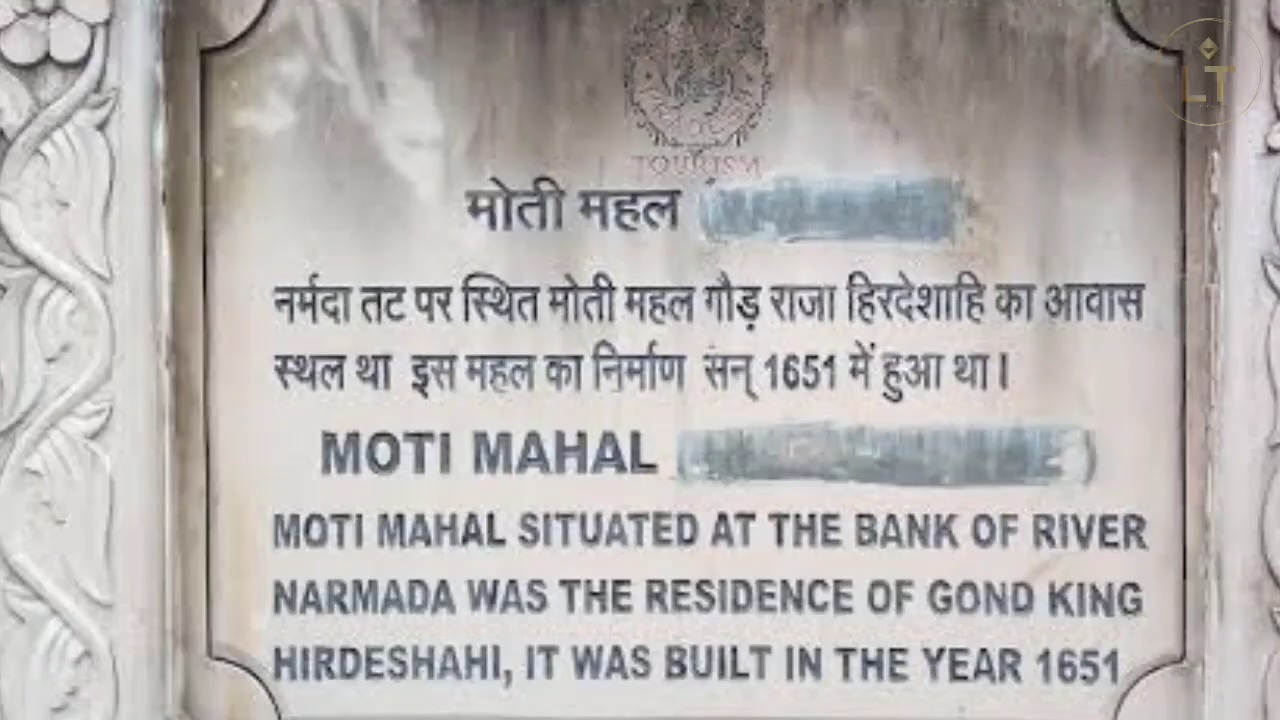 LT
TOURISM
मोती महल
नर्मदा तट पर स्थित मोती महल गौड़ राजा हिरदेशाहि का आवास
स्थल था इस महल का निर्माण सन् 1651 में हुआ था।
MOTI MAHAL
MOTI MAHAL SITUATED AT THE BANK OF RIVER
NARMADA WAS THE RESIDENCE OF GOND KING
HIRDESHAHI, IT WAS BUILT IN THE YEAR 1651